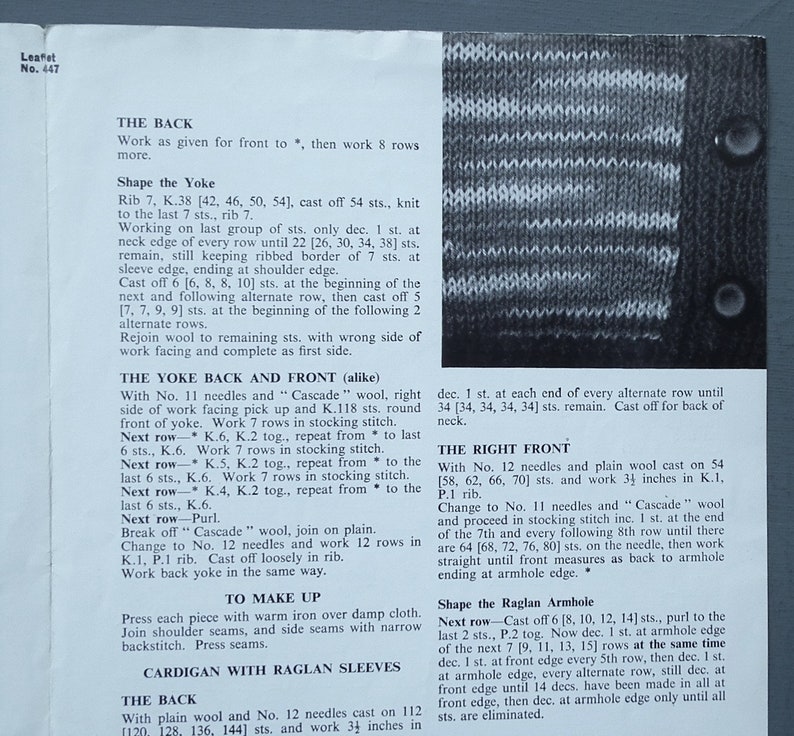 Leaflet
No. 447
THE BACK
Work as given for front to *, then work 8 rows
more.
Shape the Yoke
Rib 7, K.38 [42, 46, 50, 54], cast off 54 sts., knit
to the last 7 sts., rib 7.
Working on last group of sts. only dec. 1 st. at
neck edge of every row until 22 [26, 30, 34, 38] sts.
remain, still keeping ribbed border of 7 sts. at
sleeve edge, ending at shoulder edge.
Cast off 6 [6, 8, 8, 10] sts. at the beginning of the
next and following alternate row, then cast off 5
[7, 7, 9, 9] sts. at the beginning of the following 2
alternate rows.
Rejoin wool to remaining sts. with wrong side of
work facing and complete as first side.
THE YOKE BACK AND FRONT (alike)
With No. 11 needles and “ Cascade ” wool, right
side of work facing pick up and K.118 sts. round
front of yoke. Work 7 rows in stocking stitch.
Next row—* K.6, K.2 tog., repeat from * to last
6 sts., K.6. Work 7 rows in stocking stitch.
Next row—* K.5, K.2 tog., repeat from * to the
last 6 sts., K.6. Work 7 rows in stocking stitch.
Next row—* K.4, K.2 tog., repeat from * to the
last 6 sts., K.6.
Next row—Purl.
Break off “ Cascade ” wool, join on plain.
Change to No. 12 needles and work 12 rows in
K.1, P.1 rib. Cast off loosely in rib.
Work back yoke in the same way.
TO MAKE UP
Press each piece with warm iron over damp cloth.
Join shoulder seams, and side seams with narrow
backstitch. Press seams.
CARDIGAN WITH RAGLAN SLEEVES
THE BACK
With plain wool and No. 12 needles cast on 112
[120, 128, 136, 144] sts. and work 3½ inches in
dec. 1 st. at each end of every alternate row until
34 [34, 34, 34, 34] sts. remain. Cast off for back of
neck.
THE RIGHT FRONT
With No. 12 needles and plain wool cast on 54
[58, 62, 66, 70] sts. and work 3½ inches in K.1,
P.1 rib.
Change to No. 11 needles and “ Cascade ” wool
and proceed in stocking stitch inc. 1 st. at the end
of the 7th and every following 8th row until there
are 64 [68, 72, 76, 80] sts. on the needle, then work
straight until front measures as back to armhole
ending at armhole edge. *
Shape the Raglan Armhole
Next row—Cast off 6 [8, 10, 12, 14] sts., purl to the
last 2 sts., P.2 tog. Now dec. 1 st. at armhole edge
of the next 7 [9, 11, 13, 15] rows at the same time
dec. 1 st. at front edge every 5th row, then dec. 1 st.
at armhole edge, every alternate row, still dec. at
front edge until 14 decs. have been made in all at
front edge, then dec. at armhole edge only until all
sts. are eliminated.